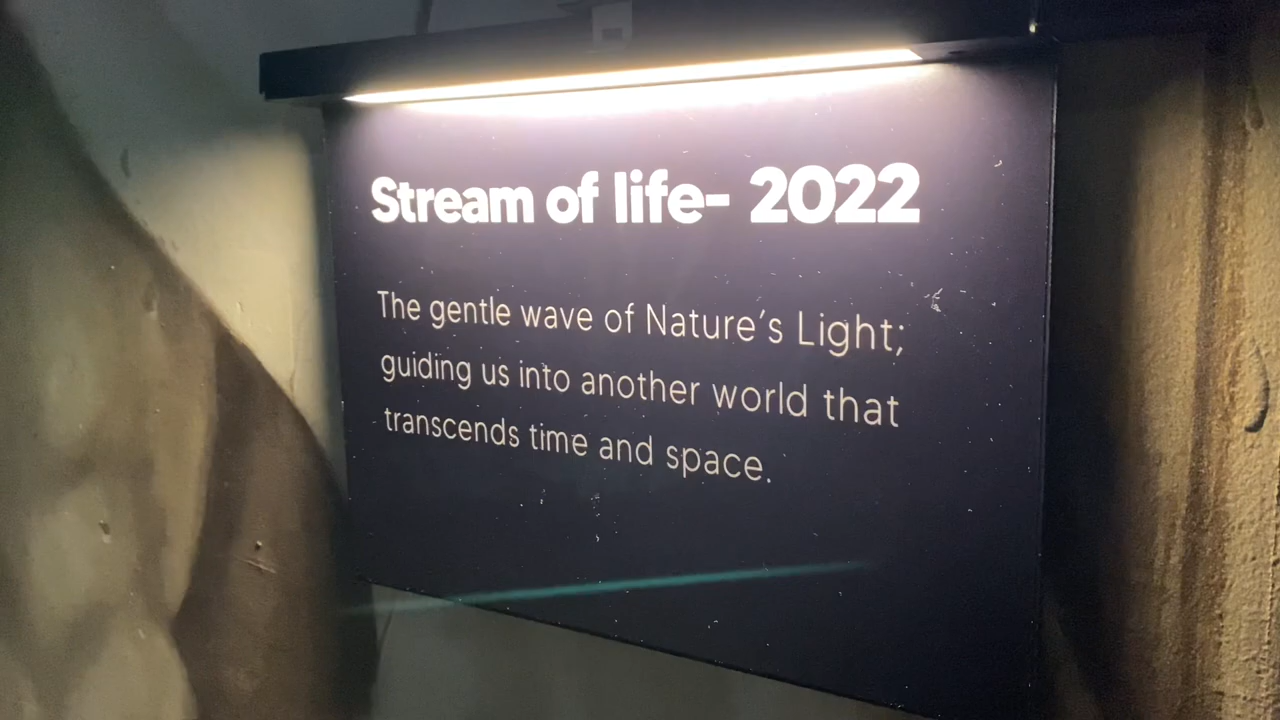 Stream of life- 2022
The gentle wave of Nature's Light;
guiding us into another world that
transcends time and space.